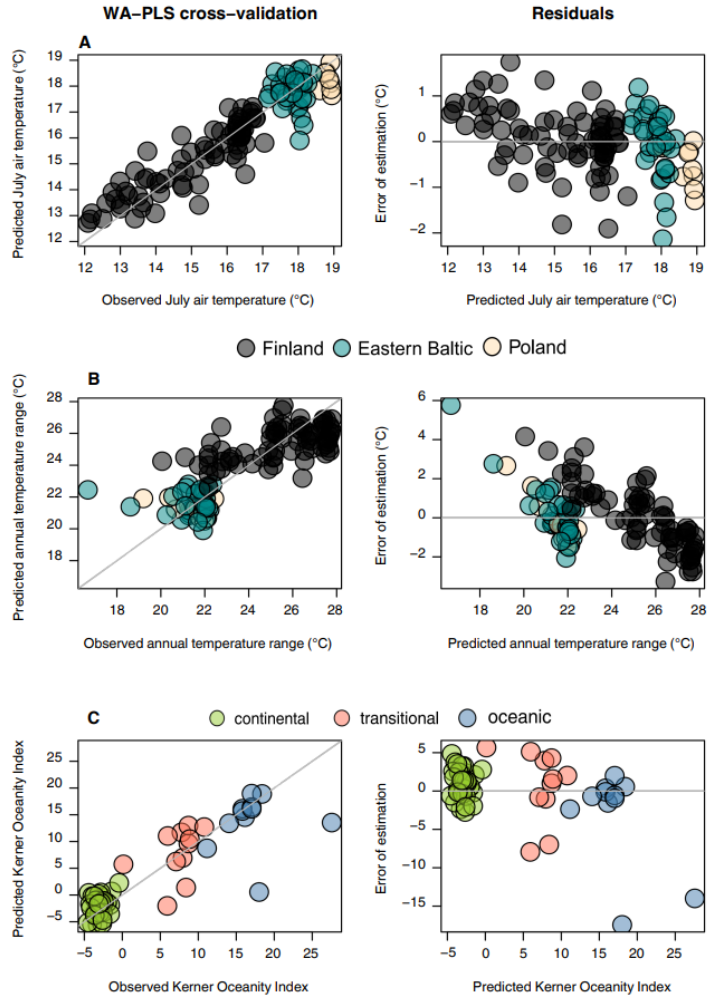 WA−PLS cross−validation
Residuals
A
Predicted July air temperature (°C)
19
18
17
16
15
14
13
12
12 13 14 15 16 17 18 19
Observed July air temperature (°C)
Error of estimation (°C)
1
0
−1
−2
12 13 14 15 16 17 18 19
Predicted July air temperature (°C)
Finland Eastern Baltic Poland
B
Predicted annual temperature range (°C)
28
26
24
22
20
18
18 20 22 24 26 28
Observed annual temperature range (°C)
Error of estimation (°C)
6
4
2
0
−2
18 20 22 24 26 28
Predicted annual temperature range (°C)
C
continental transitional oceanic
Predicted Kerner Oceanity Index
25
20
15
10
5
0
−5
−5 0 5 10 15 20 25
Observed Kerner Oceanity Index
Error of estimation
5
0
−5
−10
−15
−5 0 5 10 15 20 25
Predicted Kerner Oceanity Index